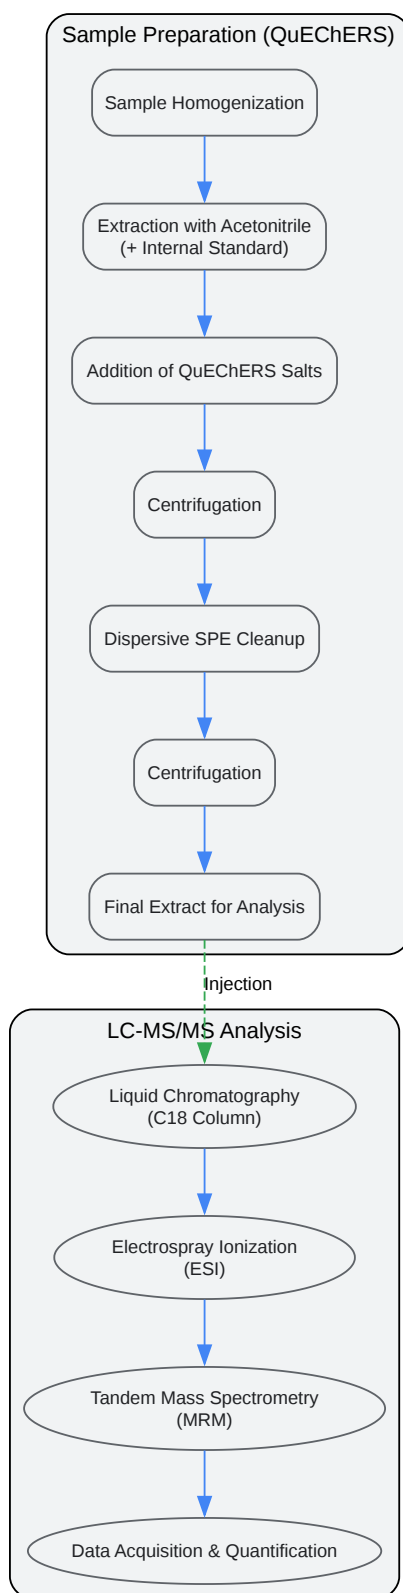 Sample Preparation (QuEChERS)
Sample Homogenization
Extraction with Acetonitrile
(+ Internal Standard)
Addition of QuEChERS Salts
Centrifugation
Dispersive SPE Cleanup
Centrifugation
Final Extract for Analysis
Injection
LC-MS/MS Analysis
Liquid Chromatography
(C18 Column)
Electrospray Ionization
(ESI)
Tandem Mass Spectrometry
(MRM)
Data Acquisition & Quantification